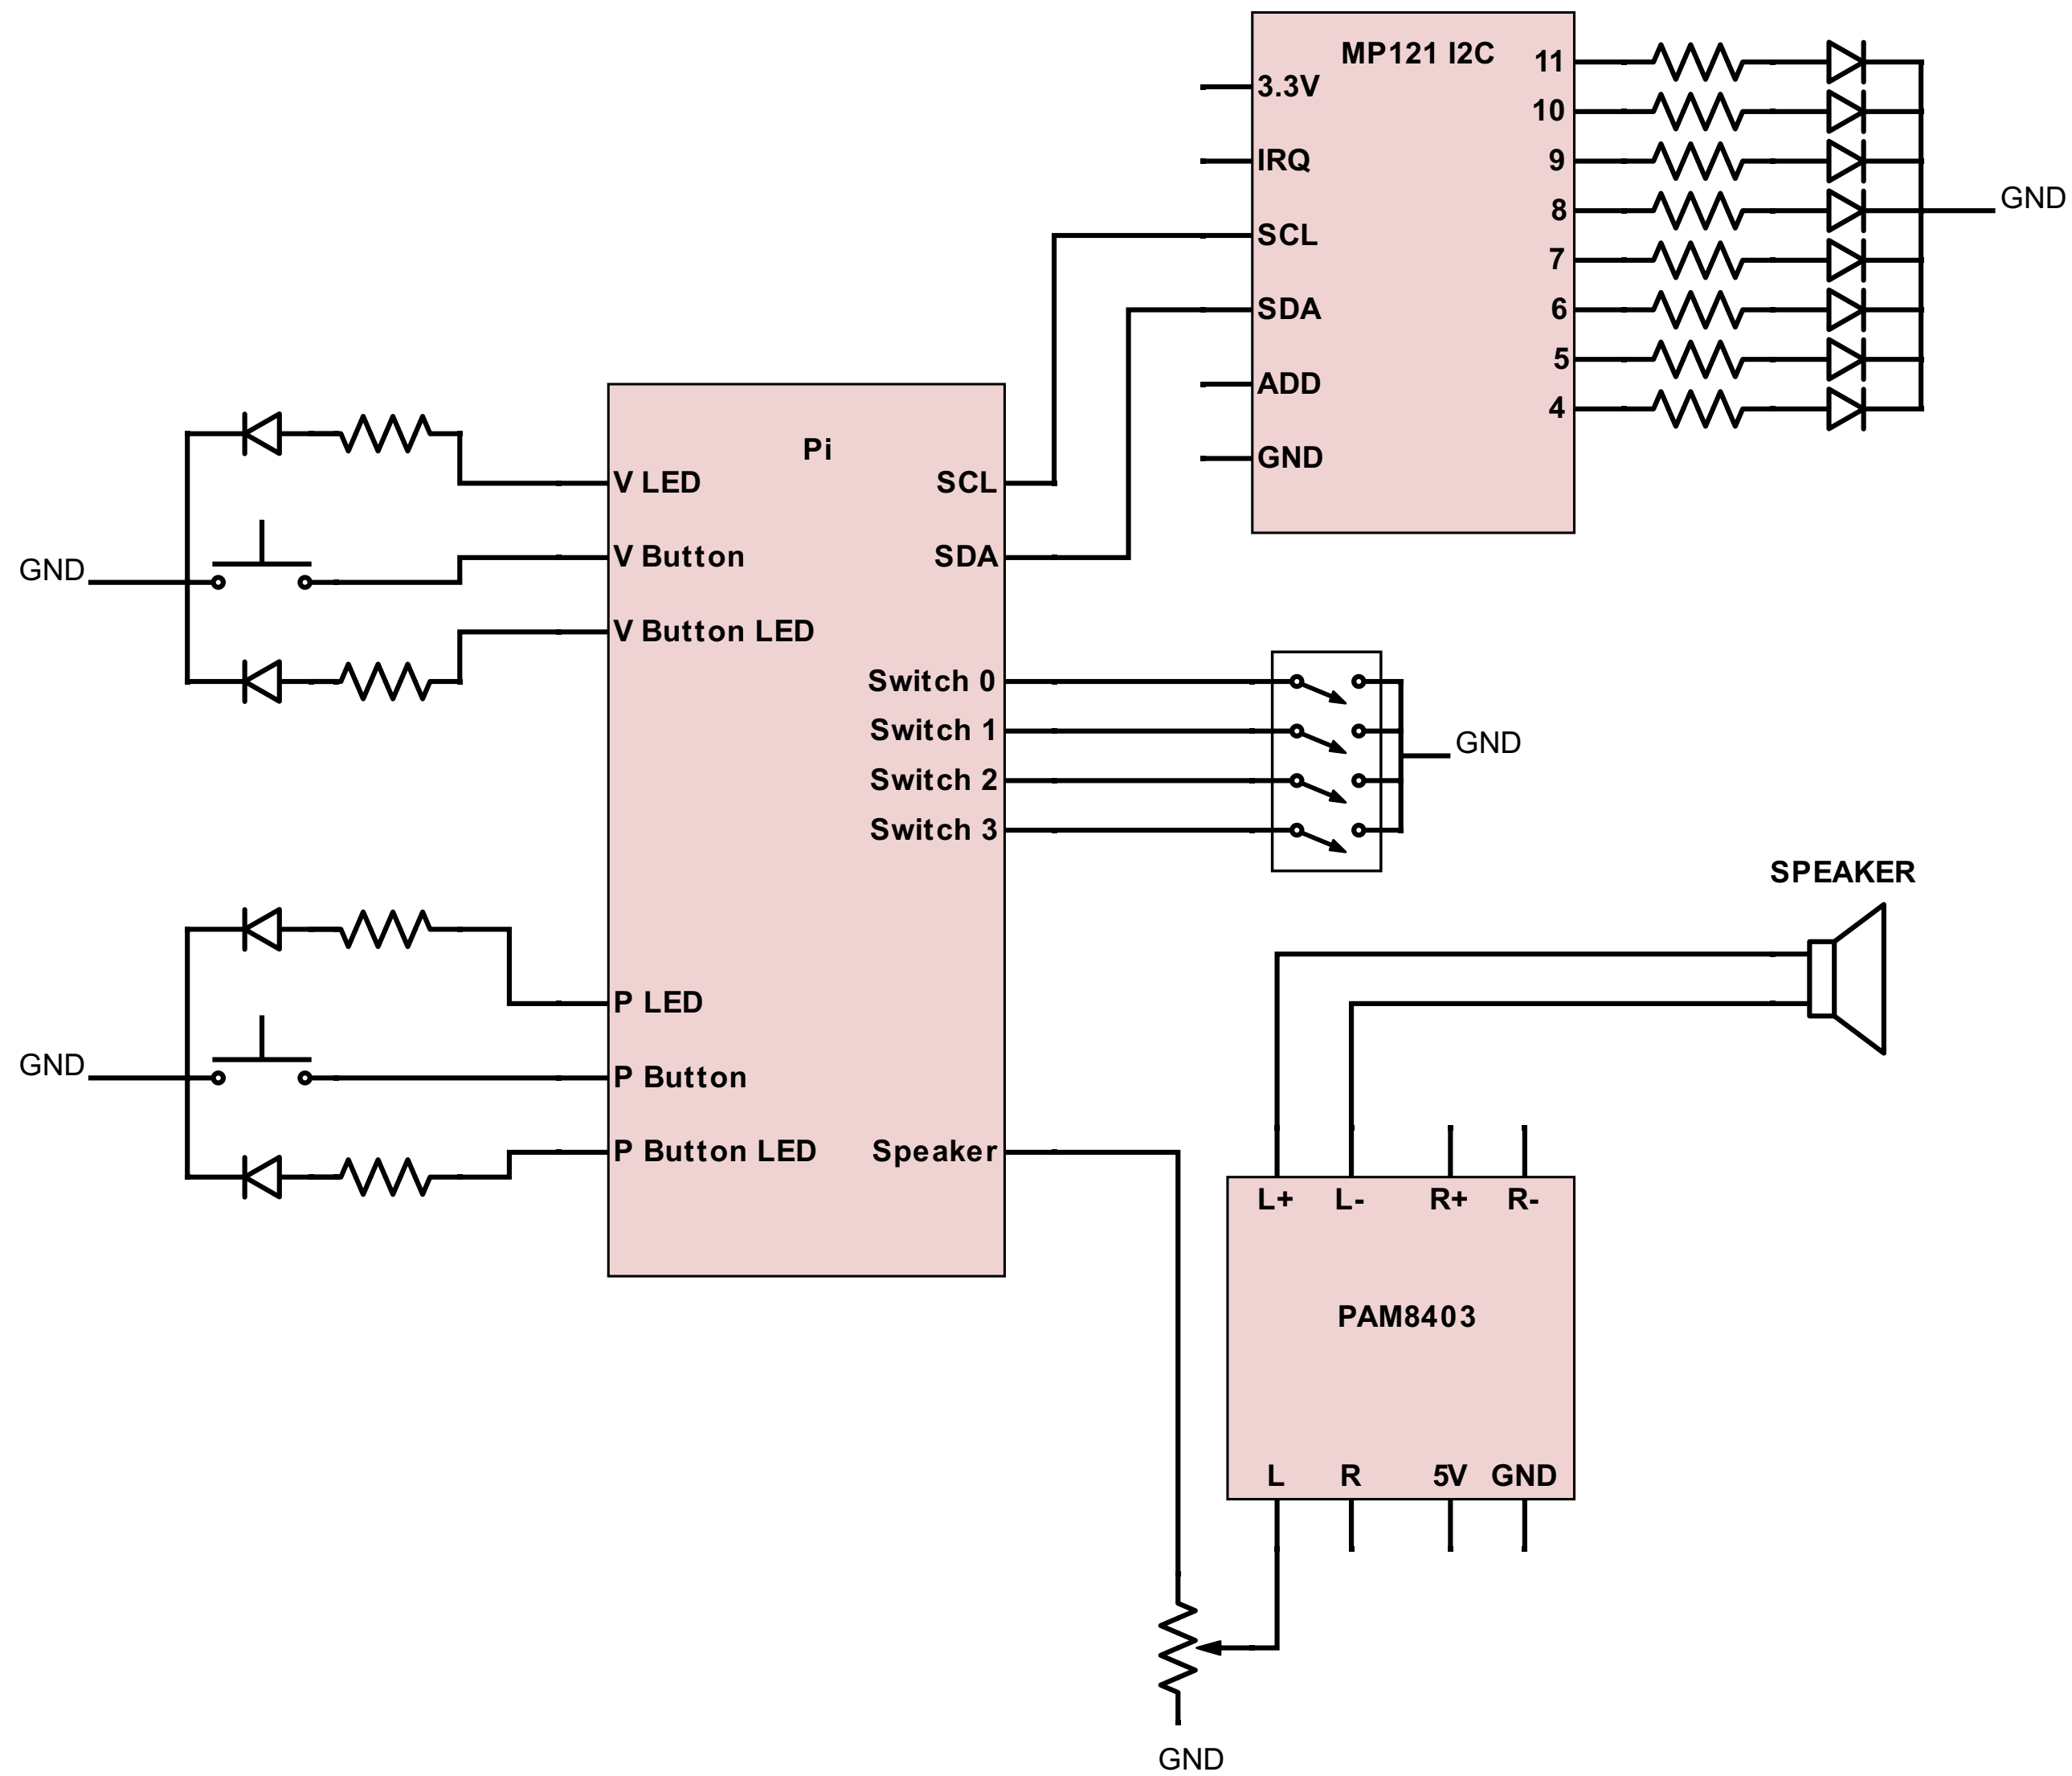 MP121 I2C
3.3V
IRQ
SCL
SDA
ADD
GND
11
10
9
8
7
6
5
4
GND
Pi
V LED
V Button
V Button LED
P LED
P Button
P Button LED
SCL
SDA
Switch 0
Switch 1
Switch 2
Switch 3
Speaker
GND
GND
GND
SPEAKER
L+ L- R+ R-
PAM8403
L R 5V GND
GND